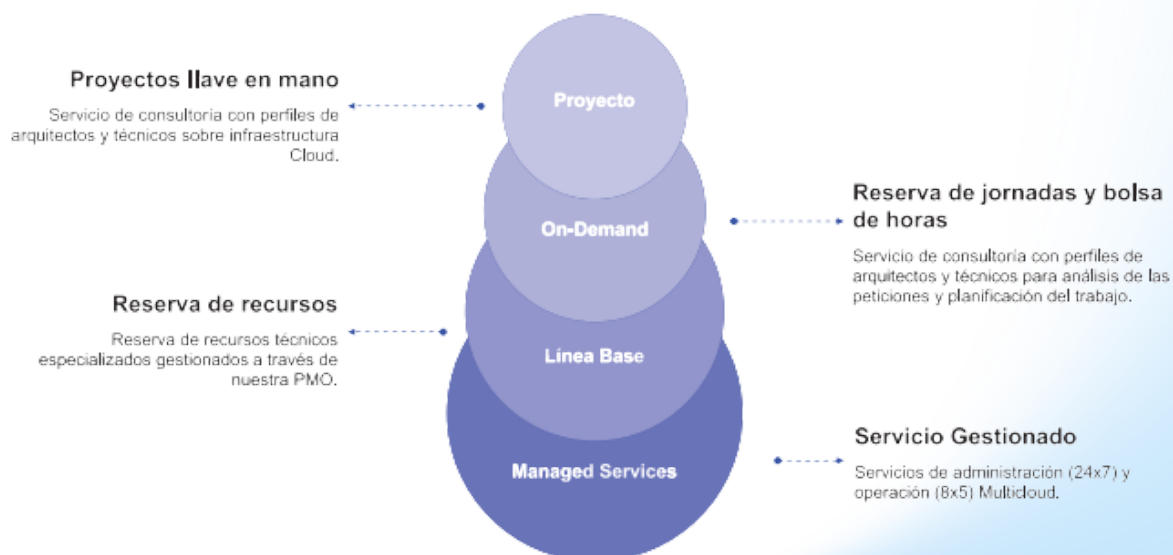 Proyectos llave en mano
Servicio de consultoría con perfiles de
arquitectos y técnicos sobre infraestructura
Cloud.
Proyecto
On-Demand
Reserva de jornadas y bolsa
de horas
Servicio de consultoría con perfiles de
arquitectos y técnicos para análisis de las
peticiones y planificación del trabajo.
Reserva de recursos
Reserva de recursos técnicos
especializados gestionados a través de
nuestra PMO.
Línea Base
Managed Services
Servicio Gestionado
Servicios de administración (24x7) y
operación (8x5) Multicloud.